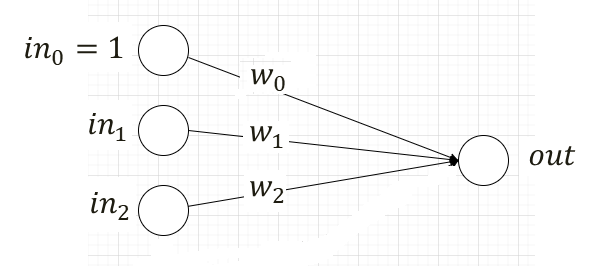 in₀ = 1
w₀
in₁
w₁
out
in₂
w₂